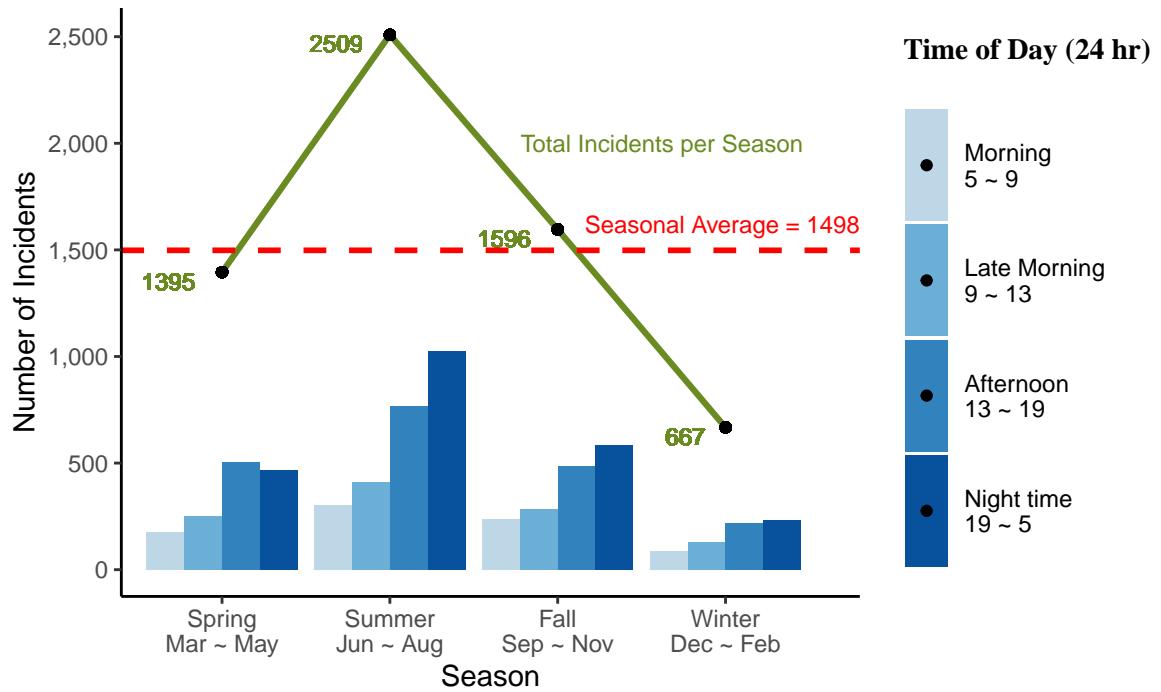 Number of Incidents
2,500
2,000
1,500
1,000
500
0
2509
Total Incidents per Season
Seasonal Average = 1498
1596
1395
667
Spring
Mar ~ May
Summer
Jun ~ Aug
Fall
Sep ~ Nov
Winter
Dec ~ Feb
Season
Time of Day (24 hr)
Morning
5 ~ 9
Late Morning
9 ~ 13
Afternoon
13 ~ 19
Night time
19 ~ 5